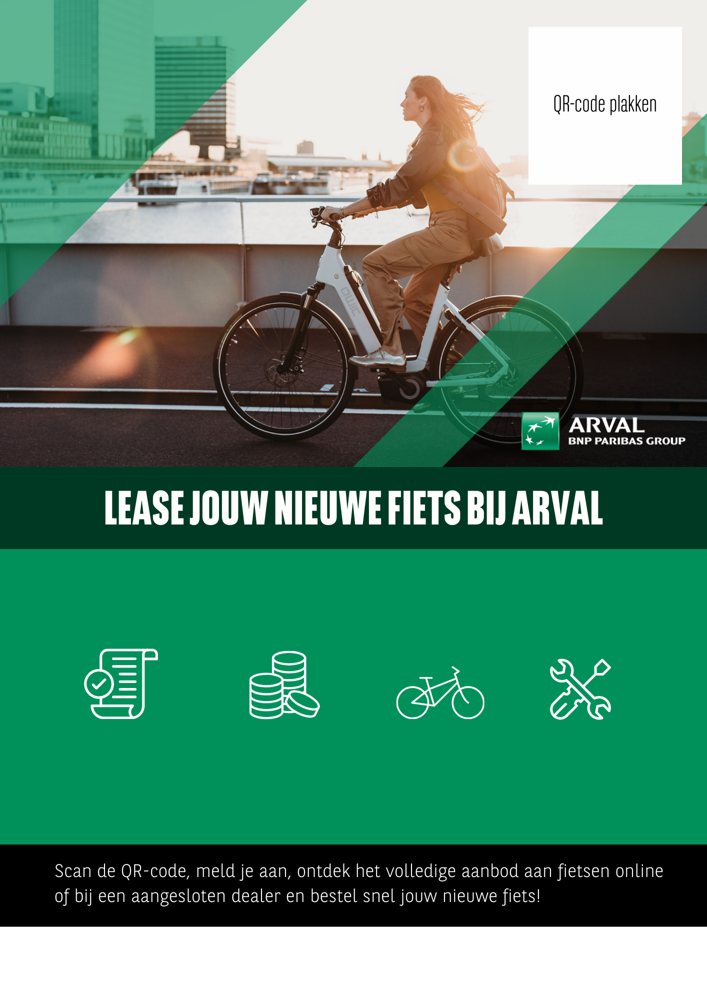 QR-code plakken
QWIC
ARVAL
BNP PARIBAS GROUP
LEASE JOUW NIEUWE FIETS BIJ ARVAL
Scan de QR-code, meld je aan, ontdek het volledige aanbod aan fietsen online
of bij een aangesloten dealer en bestel snel jouw nieuwe fiets!